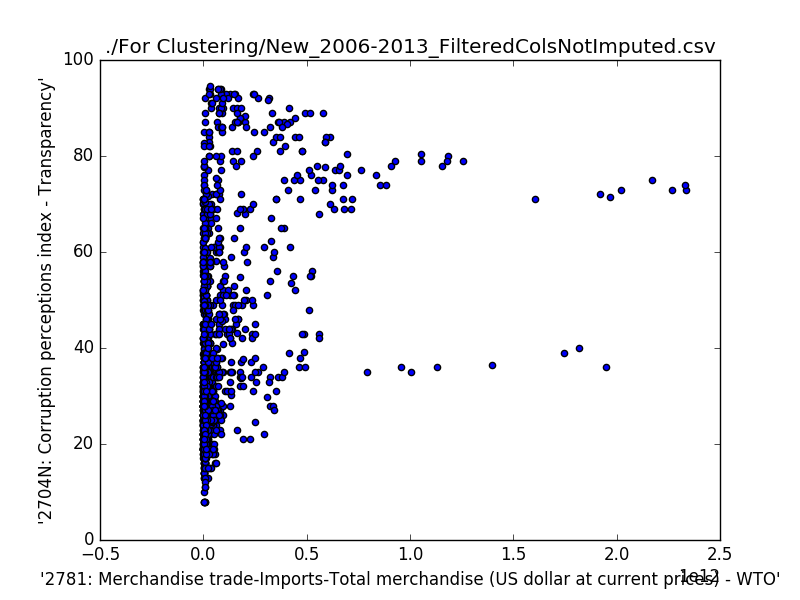 ./For Clustering/New_2006-2013_FilteredColsNotImputed.csv
100
80
60
40
20
0
'2704N: Corruption perceptions index - Transparency'
−0.5 0.0 0.5 1.0 1.5 2.0 2.5
1e12
'2781: Merchandise trade-Imports-Total merchandise (US dollar at current prices) - WTO'